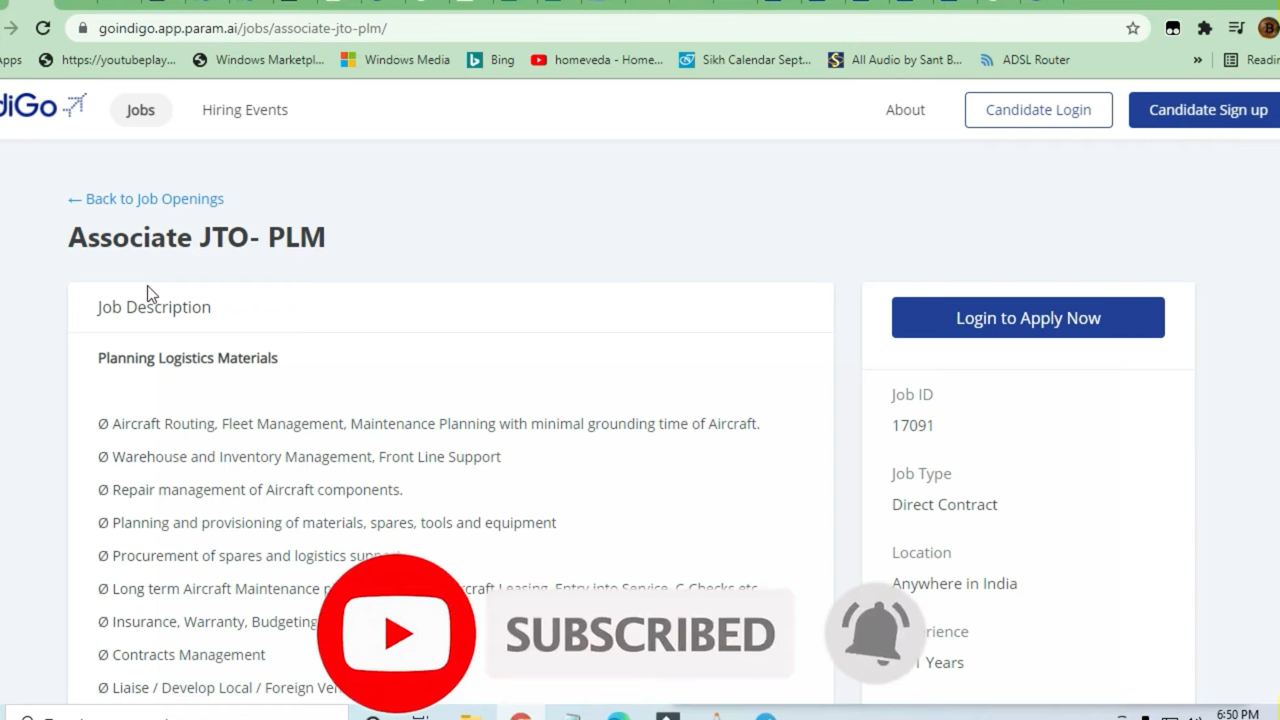 goindigo.app.param.ai/jobs/associate-jto-plm/
https://youtubeplay... Windows Marketpl... Windows Media Bing homeveda - Home... Sikh Calendar Sept... All Audio by Sant B... ADSL Router »
Jobs Hiring Events About Candidate Login Candidate Sign up
← Back to Job Openings
Associate JTO- PLM
Job Description
Planning Logistics Materials
Ø Aircraft Routing, Fleet Management, Maintenance Planning with minimal grounding time of Aircraft.
Ø Warehouse and Inventory Management, Front Line Support
Ø Repair management of Aircraft components.
Ø Planning and provisioning of materials, spares, tools and equipment
Ø Procurement of spares and logistics
Ø Long term Aircraft Maintenance Leasing, Entry into Service, C Checks etc
Ø Insurance, Warranty, Budgeting
Ø Contracts Management
Ø Liaise / Develop Local / Foreign
Login to Apply Now
Job ID
17091
Job Type
Direct Contract
Location
Anywhere in India
Years
SUBSCRIBED
6:50 PM